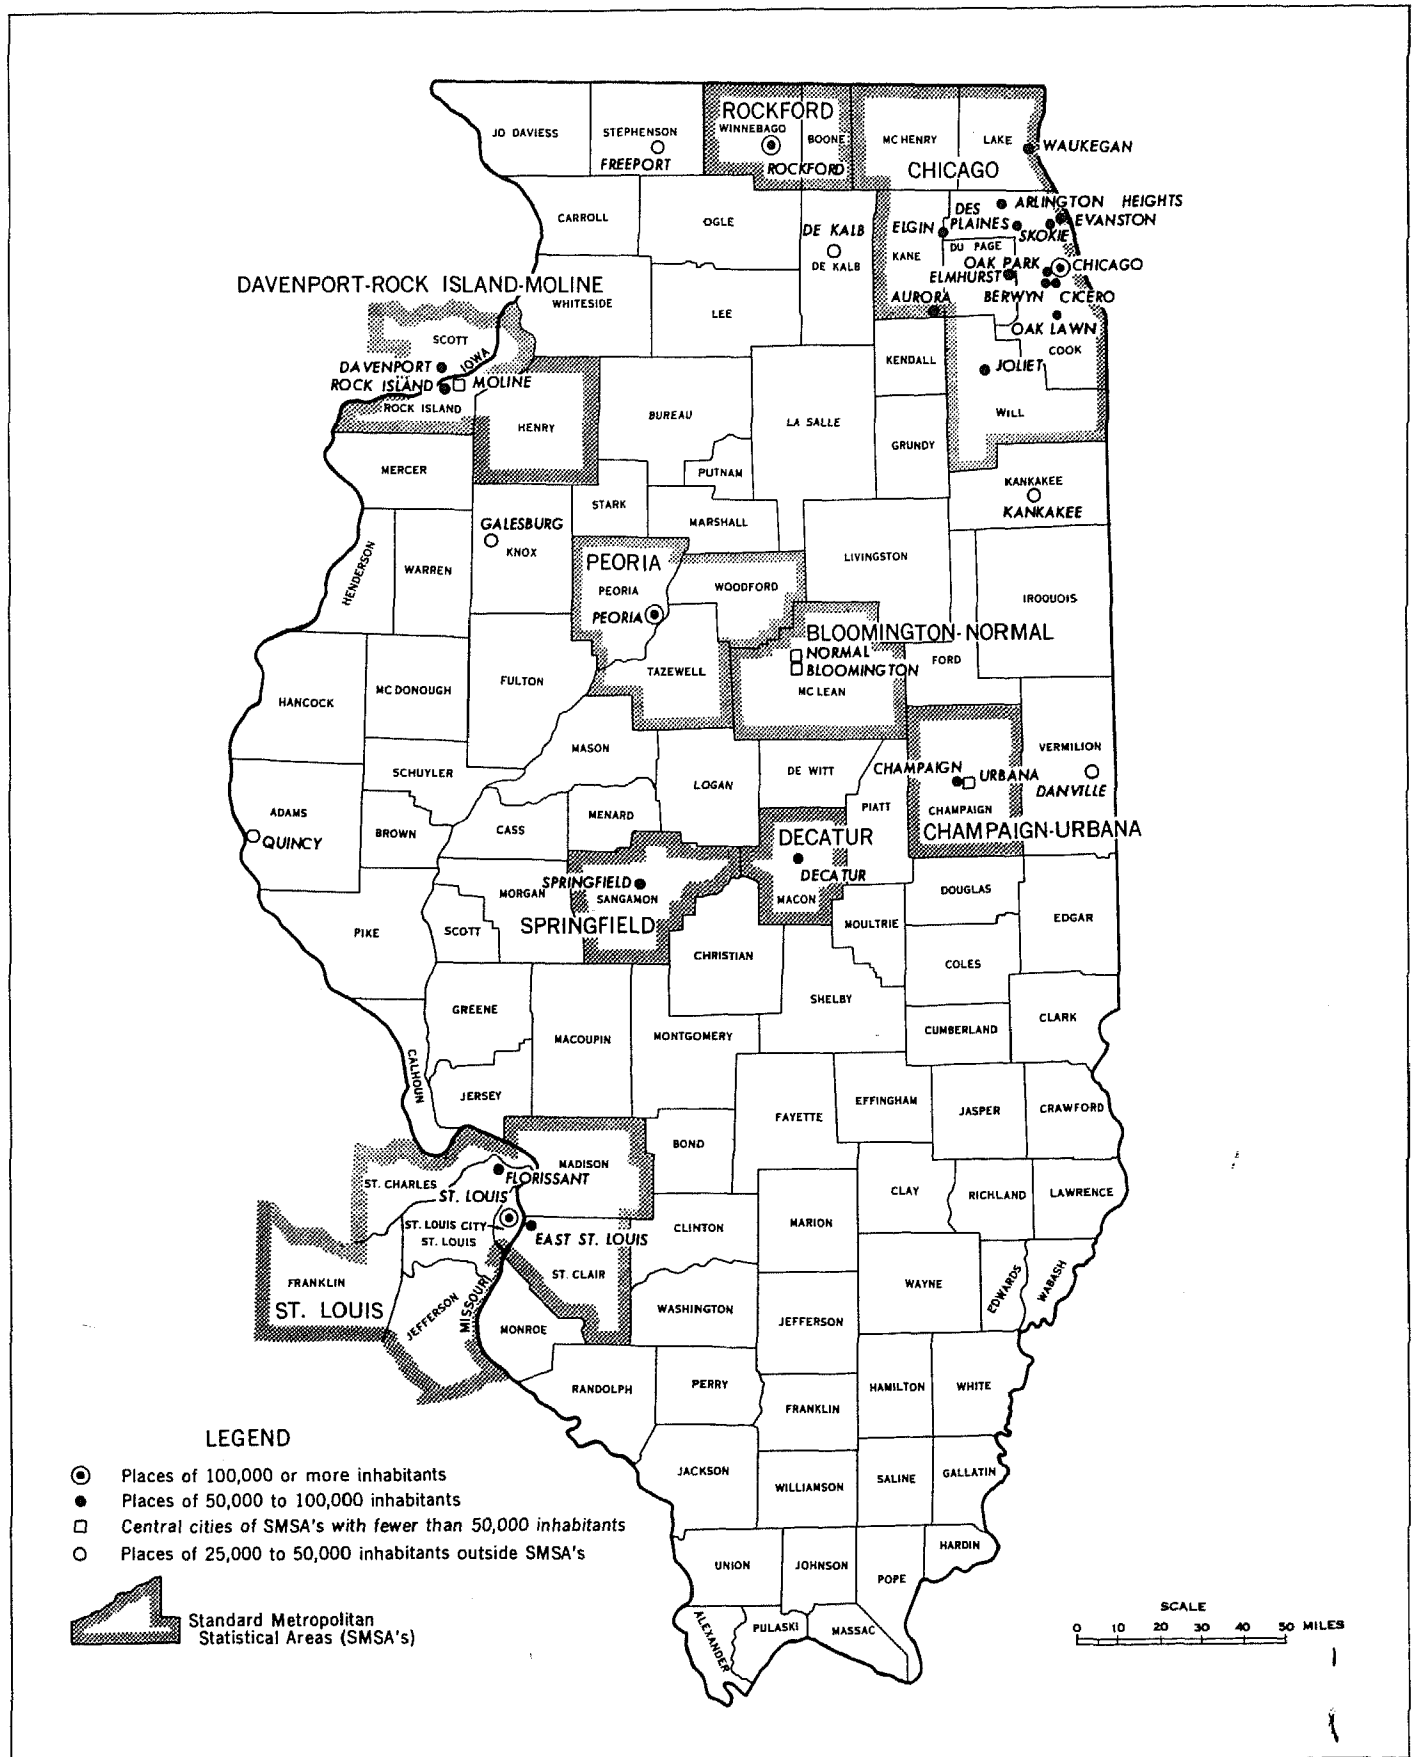 ROCKFORD
JO DAVIESS
STEPHENSON
WINNEBAGO
BOONE
MC HENRY
LAKE
WAUKEGAN
FREEPORT
ROCKFORD
CHICAGO
CARROLL
OGLE
DE KALB
DE KALB
ELGIN
KANE
DES
PLAINES
ARLINGTON HEIGHTS
EVANSTON
SKOKIE
DU PAGE
OAK PARK
CHICAGO
ELMHURST
AURORA
BERWYN
CICERO
OAK LAWN
COOK
DAVENPORT-ROCK ISLAND-MOLINE
WHITESIDE
LEE
SCOTT
IOWA
DAVENPORT
ROCK ISLAND
MOLINE
ROCK ISLAND
HENRY
BUREAU
LA SALLE
KENDALL
JOLIET
WILL
GRUNDY
MERCER
PUTNAM
KANKAKEE
KANKAKEE
STARK
MARSHALL
GALESBURG
KNOX
HENDERSON
WARREN
PEORIA
PEORIA
PEORIA
WOODFORD
LIVINGSTON
IROQUOIS
BLOOMINGTON-NORMAL
NORMAL
BLOOMINGTON
MC LEAN
FORD
TAZEWELL
HANCOCK
MC DONOUGH
FULTON
MASON
SCHUYLER
LOGAN
DE WITT
CHAMPAIGN
URBANA
CHAMPAIGN
CHAMPAIGN-URBANA
VERMILION
DANVILLE
ADAMS
QUINCY
BROWN
CASS
MENARD
PIATT
DECATUR
DECATUR
MACON
SPRINGFIELD
SANGAMON
SPRINGFIELD
MORGAN
SCOTT
PIKE
CHRISTIAN
MOULTRIE
DOUGLAS
EDGAR
COLES
SHELBY
GREENE
MACOUPIN
MONTGOMERY
CUMBERLAND
CLARK
CALHOUN
JERSEY
FAYETTE
EFFINGHAM
JASPER
CRAWFORD
BOND
MADISON
FLORISSANT
ST. CHARLES
ST. LOUIS
ST. LOUIS CITY
ST. LOUIS
EAST ST. LOUIS
ST. CLAIR
CLINTON
MARION
CLAY
RICHLAND
LAWRENCE
FRANKLIN
ST. LOUIS
JEFFERSON
MISSOURI
MONROE
WASHINGTON
JEFFERSON
WAYNE
EDWARDS
WABASH
RANDOLPH
PERRY
FRANKLIN
HAMILTON
WHITE
JACKSON
WILLIAMSON
SALINE
GALLATIN
UNION
JOHNSON
POPE
HARDIN
ALEXANDER
PULASKI
MASSAC
LEGEND
Places of 100,000 or more inhabitants
Places of 50,000 to 100,000 inhabitants
Central cities of SMSA's with fewer than 50,000 inhabitants
Places of 25,000 to 50,000 inhabitants outside SMSA's
Standard Metropolitan
Statistical Areas (SMSA's)
SCALE
0 10 20 30 40 50 MILES